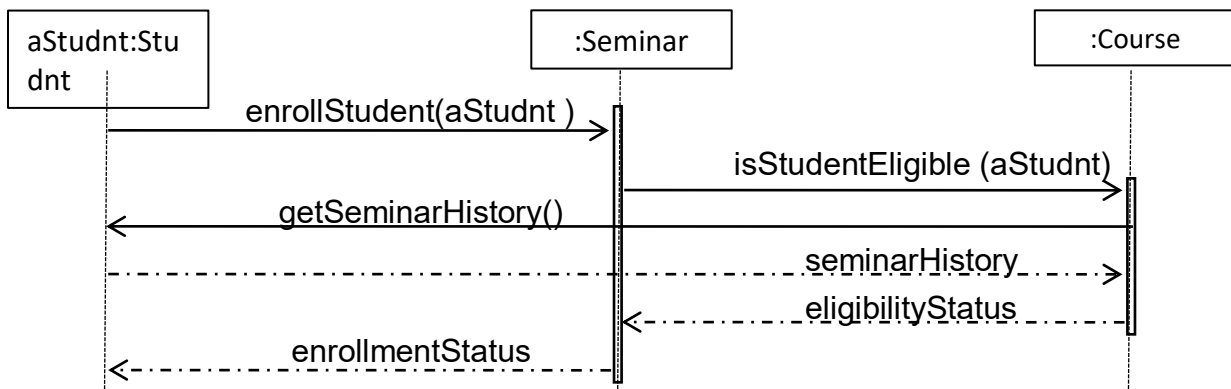 aStudnt:Stu
dnt
:Seminar
:Course
enrollStudent(aStudnt )
isStudentEligible (aStudnt)
getSeminarHistory()
seminarHistory
eligibilityStatus
enrollmentStatus